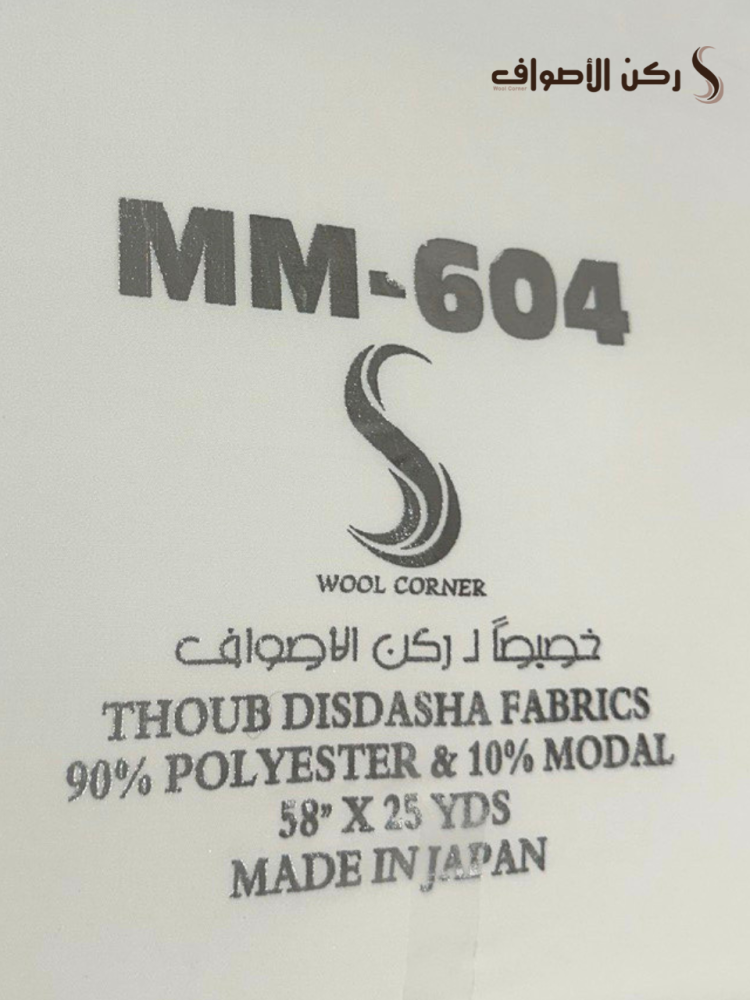 ركن الأصواف
Wool Corner
MM-604
WOOL CORNER
خصيصاً لـ ركن الاصواف
THOUB DISDASHA FABRICS
90% POLYESTER & 10% MODAL
58” X 25 YDS
MADE IN JAPAN